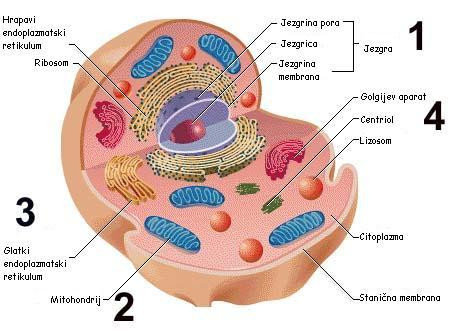 Hrapavi
endoplazmatski
retikulum
Ribosom
Jezgrina pora
Jezgrica
Jezgrina
membrana
Jezgra
1
Golgijev aparat
4
Centriol
Lizosom
3
Glatki
endoplazmatski
retikulum
Mitohondrij
2
Citoplazma
Stanična membrana